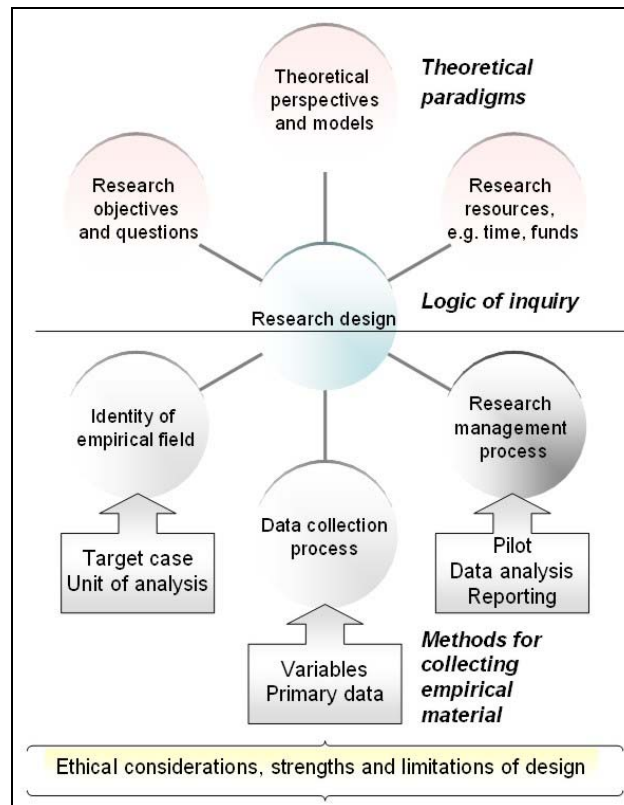 Theoretical
perspectives
and models
Theoretical
paradigms
Research
objectives
and questions
Research
resources,
e.g. time, funds
Research design
Logic of inquiry
Identity of
empirical field
Research
management
process
Data collection
process
Target case
Unit of analysis
Pilot
Data analysis
Reporting
Variables
Primary data
Methods for
collecting
empirical
material
Ethical considerations, strengths and limitations of design